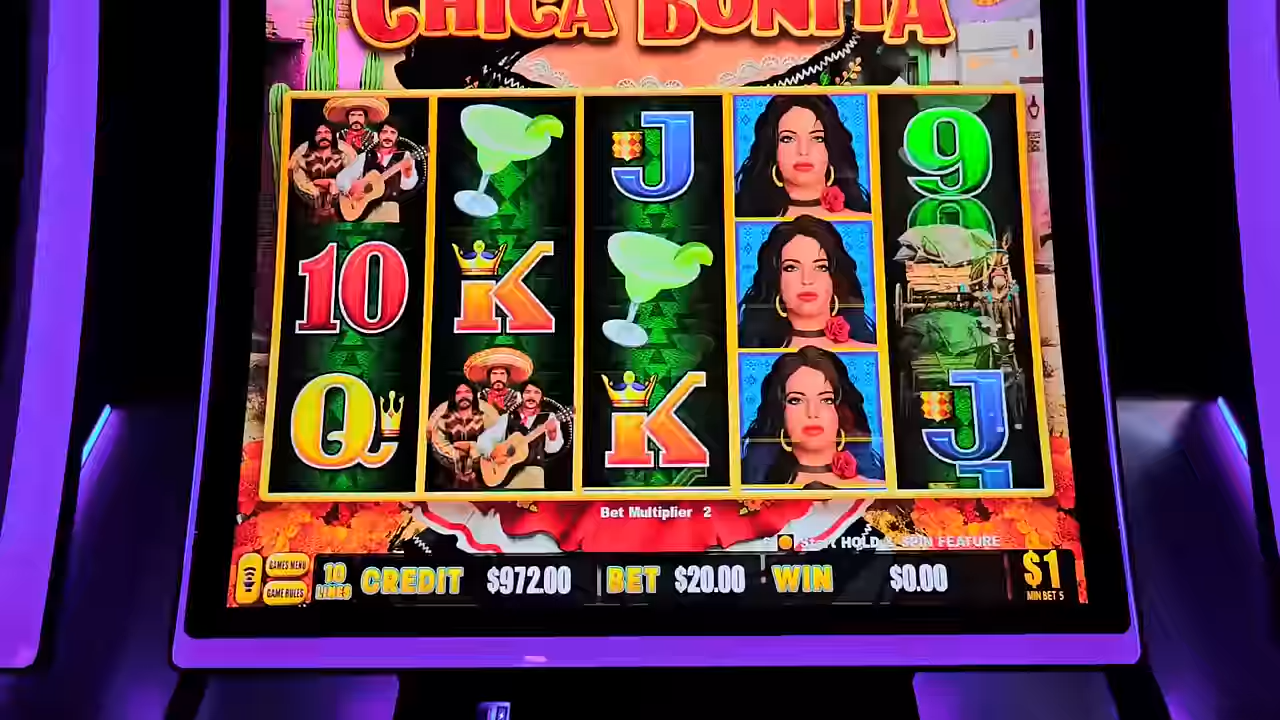 CHICA BONITA
J
9
10
K
Q
K
J
Bet Multiplier 2
HOLD & SPIN FEATURE
GAMES MENU
GAME RULES
10 LINES
CREDIT $972.00 BET $20.00 WIN $0.00
$1
MIN BET 5